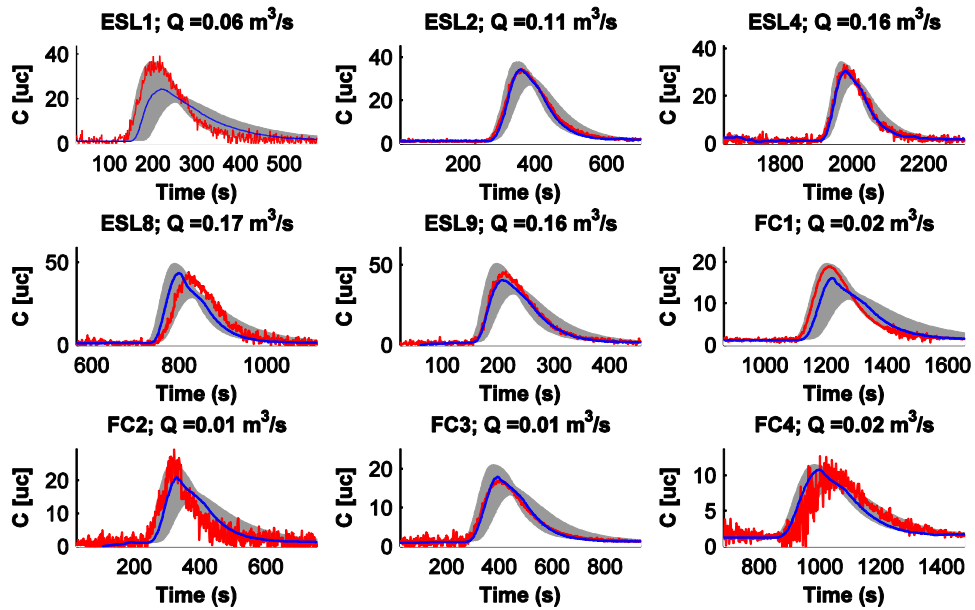 ESL1; Q =0.06 m³/s
ESL2; Q =0.11 m³/s
ESL4; Q =0.16 m³/s
C [uc]
40
20
0
100 200 300 400 500
Time (s)
C [uc]
40
20
0
200 400 600
Time (s)
C [uc]
40
20
0
1800 2000 2200
Time (s)
ESL8; Q =0.17 m³/s
ESL9; Q =0.16 m³/s
FC1; Q =0.02 m³/s
C [uc]
50
0
600 800 1000
Time (s)
C [uc]
50
0
100 200 300 400
Time (s)
C [uc]
20
10
0
1000 1200 1400 1600
Time (s)
FC2; Q =0.01 m³/s
FC3; Q =0.01 m³/s
FC4; Q =0.02 m³/s
C [uc]
20
10
0
200 400 600
Time (s)
C [uc]
20
10
0
200 400 600 800
Time (s)
C [uc]
10
5
0
800 1000 1200 1400
Time (s)